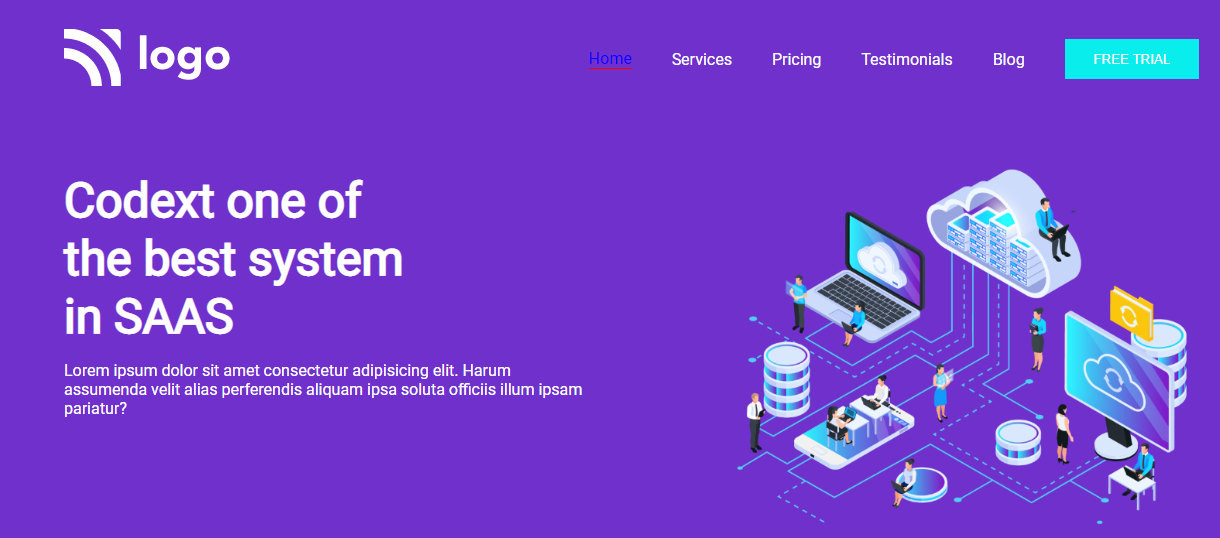 logo
Home Services Pricing Testimonials Blog FREE TRIAL
Codext one of
the best system
in SAAS
Lorem ipsum dolor sit amet consectetur adipisicing elit. Harum
assumenda velit alias perferendis aliquam ipsa soluta officiis illum ipsam
pariatur?